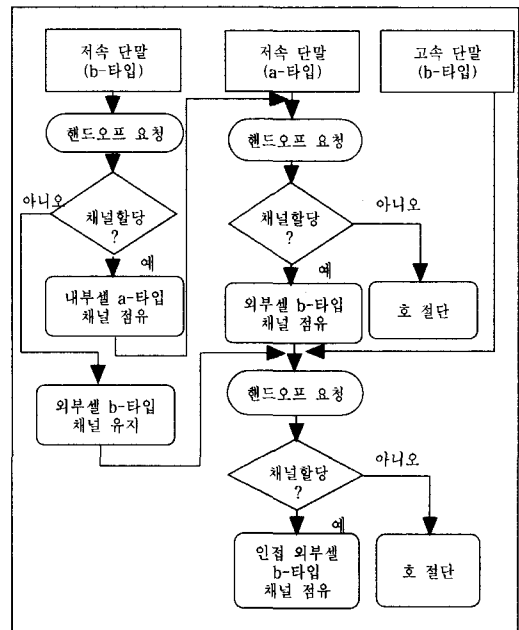 저속 단말
(b-타입)
저속 단말
(a-타입)
고속 단말
(b-타입)
핸드오프 요청
핸드오프 요청
아니오
채널할당
?
채널할당
?
아니오
예
예
내부셀 a-타입
채널 점유
외부셀 b-타입
채널 점유
호 절단
외부셀 b-타입
채널 유지
핸드오프 요청
채널할당
?
아니오
예
인접 외부셀
b-타입
채널 점유
호 절단